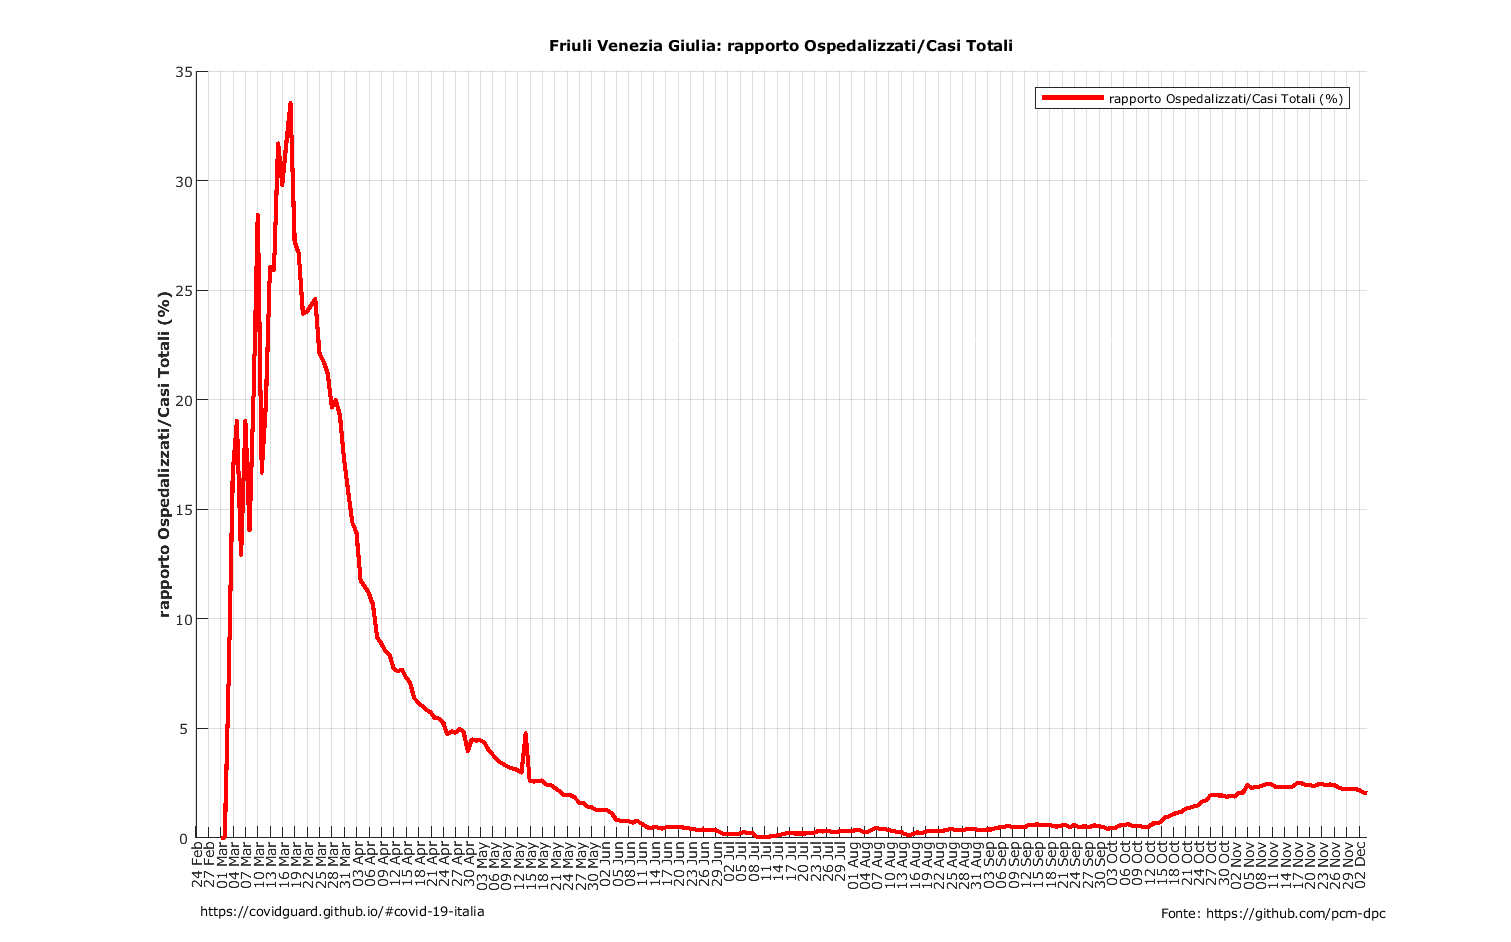 Friuli Venezia Giulia: rapporto Ospedalizzati/Casi Totali
rapporto Ospedalizzati/Casi Totali (%)
rapporto Ospedalizzati/Casi Totali (%)
35
30
25
20
15
10
5
0
24 Feb
27 Feb
01 Mar
04 Mar
07 Mar
10 Mar
13 Mar
16 Mar
19 Mar
22 Mar
25 Mar
28 Mar
31 Mar
03 Apr
06 Apr
09 Apr
12 Apr
15 Apr
18 Apr
21 Apr
24 Apr
27 Apr
30 Apr
03 May
06 May
09 May
12 May
15 May
18 May
21 May
24 May
27 May
30 May
02 Jun
05 Jun
08 Jun
11 Jun
14 Jun
17 Jun
20 Jun
23 Jun
26 Jun
29 Jun
02 Jul
05 Jul
08 Jul
11 Jul
14 Jul
17 Jul
20 Jul
23 Jul
26 Jul
29 Jul
01 Aug
04 Aug
07 Aug
10 Aug
13 Aug
16 Aug
19 Aug
22 Aug
25 Aug
28 Aug
31 Aug
03 Sep
06 Sep
09 Sep
12 Sep
15 Sep
18 Sep
21 Sep
24 Sep
27 Sep
30 Sep
03 Oct
06 Oct
09 Oct
12 Oct
15 Oct
18 Oct
21 Oct
24 Oct
27 Oct
30 Oct
02 Nov
05 Nov
08 Nov
11 Nov
14 Nov
17 Nov
20 Nov
23 Nov
26 Nov
29 Nov
02 Dec
https://covidguard.github.io/#covid-19-italia
Fonte: https://github.com/pcm-dpc